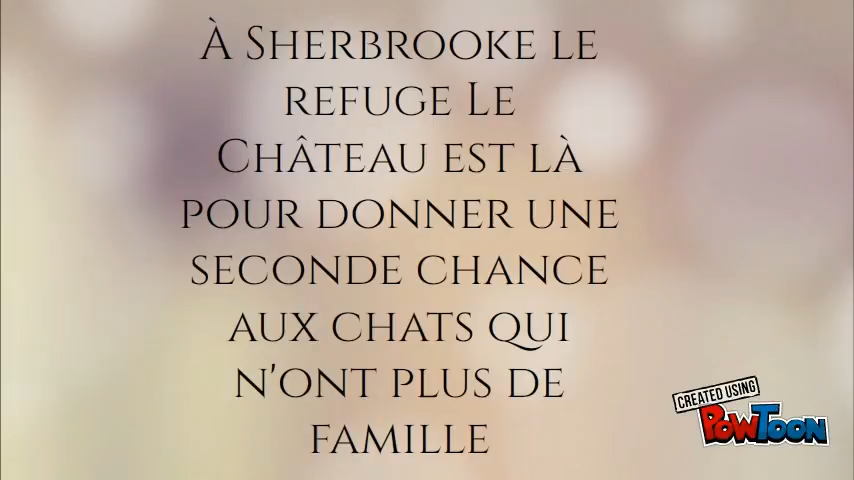 À Sherbrooke le
refuge Le
Château est là
pour donner une
seconde chance
aux chats qui
n'ont plus de
famille
CREATED USING
PowToon